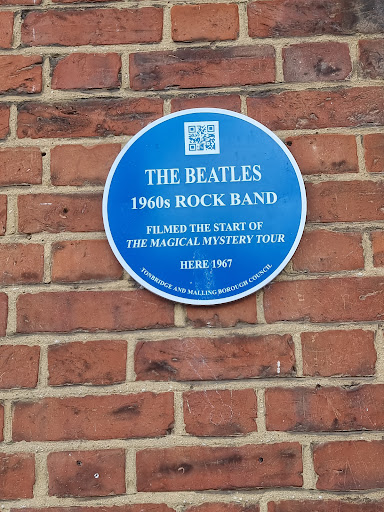 THE BEATLES
1960s ROCK BAND
FILMED THE START OF
THE MAGICAL MYSTERY TOUR
HERE 1967
TONBRIDGE AND MALLING BOROUGH COUNCIL